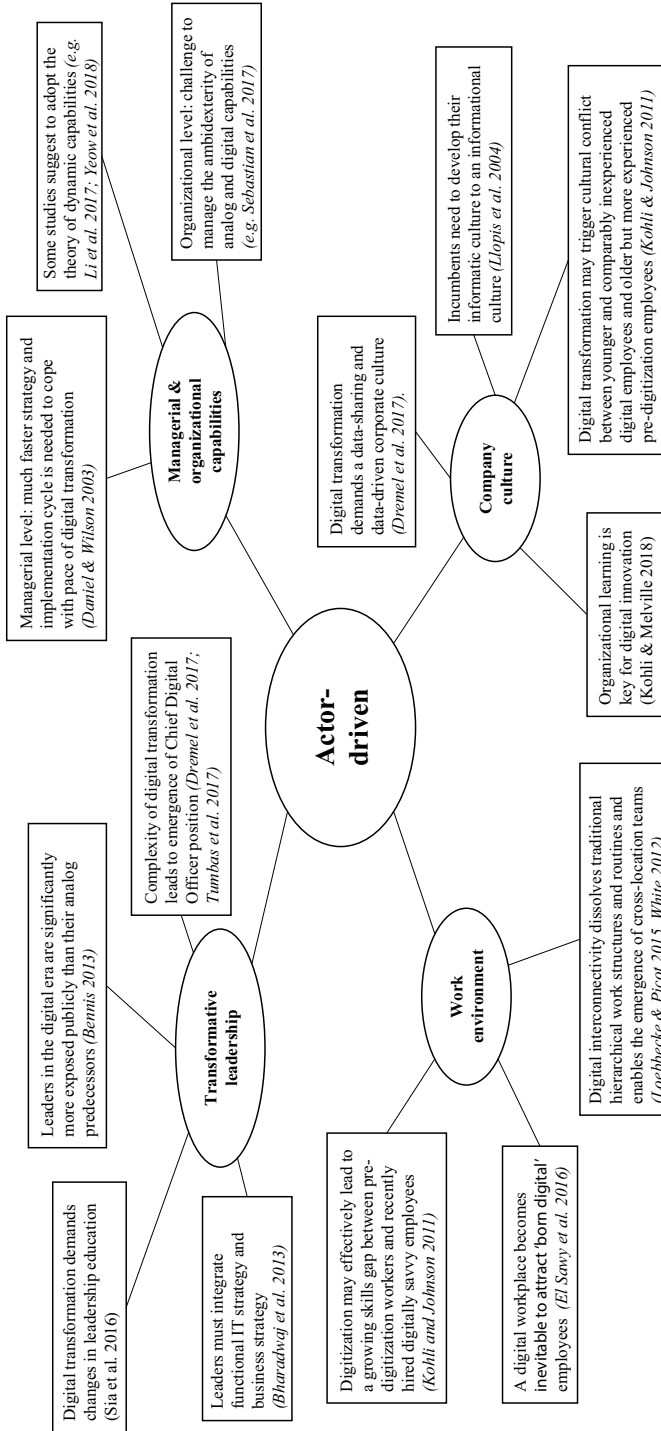 Digital transformation demands
changes in leadership education
(Sia et al. 2016)
Leaders in the digital era are significantly
more exposed publicly than their analog
predecessors (Bennis 2013)
Managerial level: much faster strategy and
implementation cycle is needed to cope
with pace of digital transformation
(Daniel & Wilson 2003)
Some studies suggest to adopt the
theory of dynamic capabilities (e.g.
Li et al. 2017; Yeow et al. 2018)
Leaders must integrate
functional IT strategy and
business strategy
(Bharadwaj et al. 2013)
Transformative
leadership
Complexity of digital transformation
leads to emergence of Chief Digital
Officer position (Dremel et al. 2017;
Tumbas et al. 2017)
Managerial &
organizational
capabilities
Organizational level: challenge to
manage the ambidexterity of
analog and digital capabilities
(e.g. Sebastian et al. 2017)
Actor-
driven
Digitization may effectively lead to
a growing skills gap between pre-
digitization workers and recently
hired digitally savvy employees
(Kohli and Johnson 2011)
Work
environment
Digital transformation
demands a data-sharing and
data-driven corporate culture
(Dremel et al. 2017).
Company
culture
Incumbents need to develop their
informatic culture to an informational
culture (Llopis et al. 2004)
A digital workplace becomes
inevitable to attract ‘born digital’
employees (El Sawy et al. 2016)
Digital interconnectivity dissolves traditional
hierarchical work structures and routines and
enables the emergence of cross-location teams
(Loebbecke & Picot 2015, White 2012)
Organizational learning is
key for digital innovation
(Kohli & Melville 2018)
Digital transformation may trigger cultural conflict
between younger and comparably inexperienced
digital employees and older but more experienced
pre-digitization employees (Kohli & Johnson 2011)